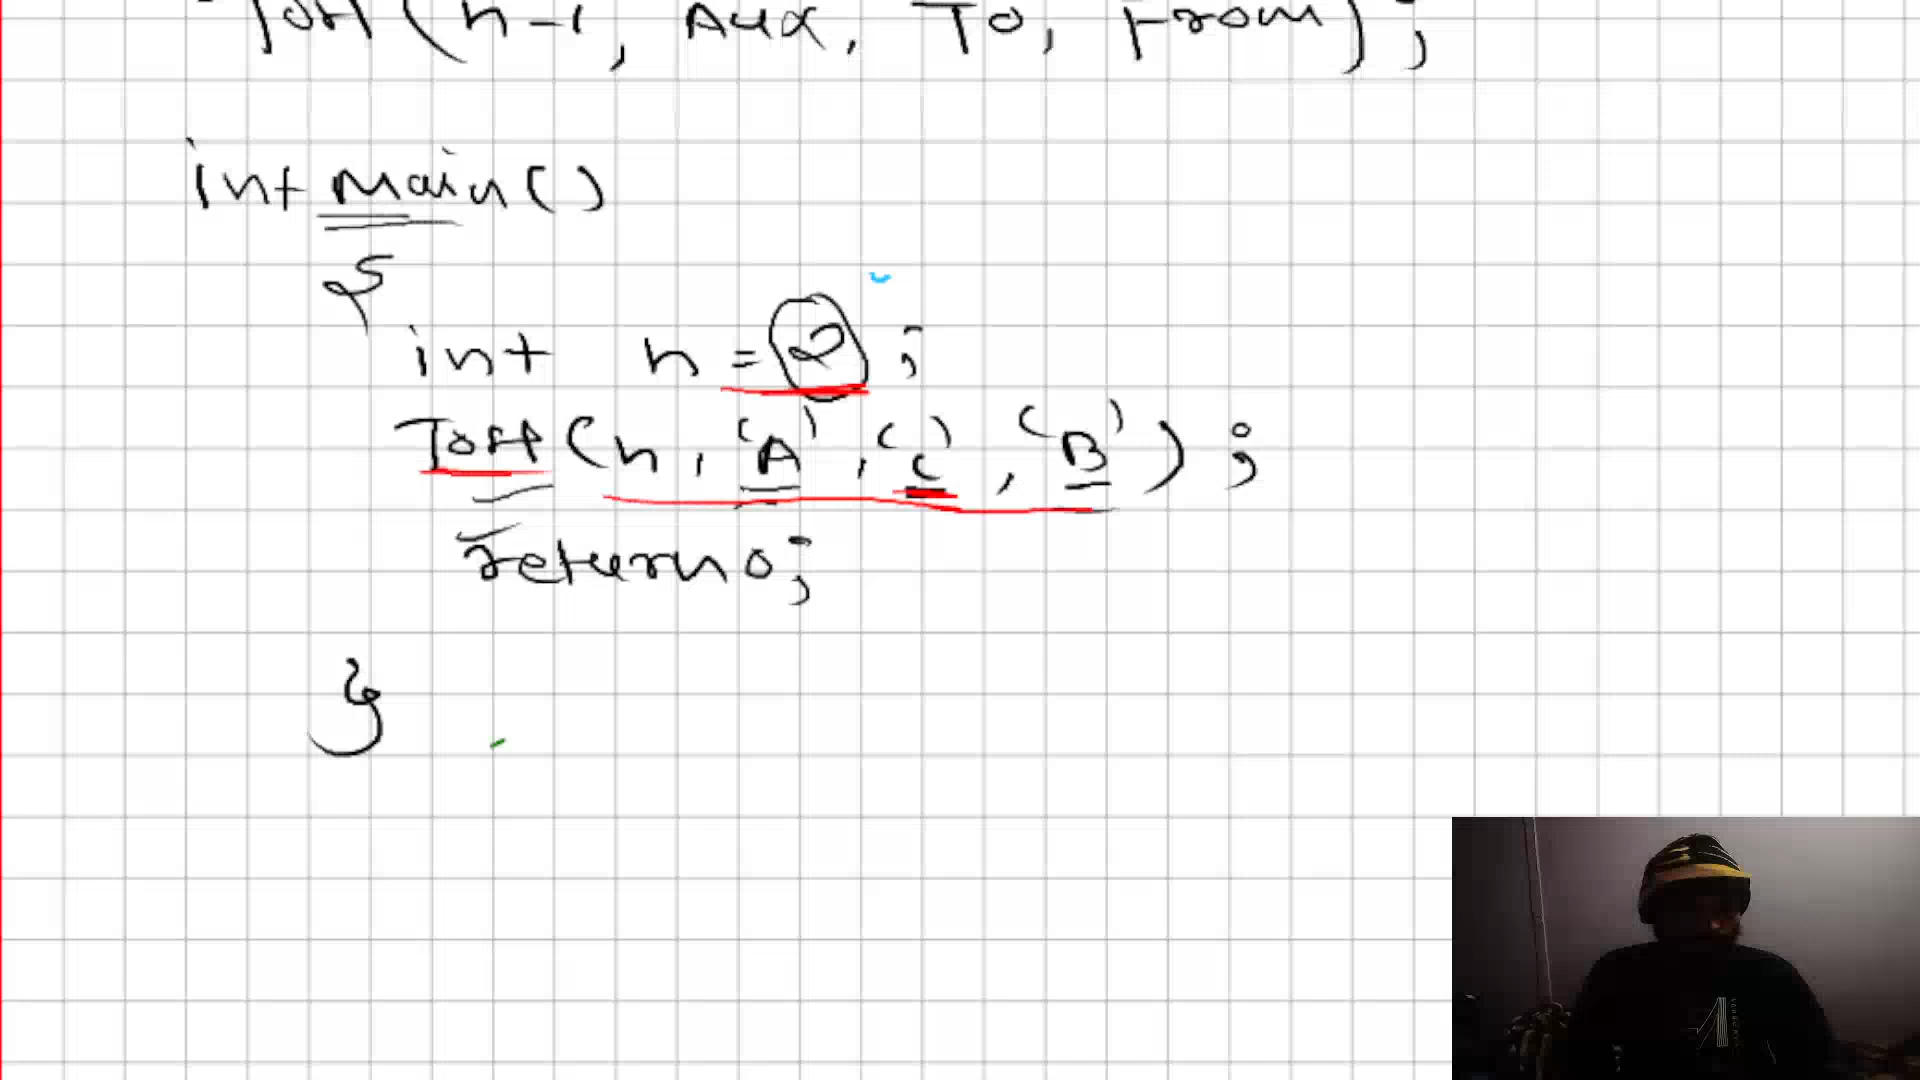 TOH (n-1, Aux, To, From);
int main()
{
int n = 2;
TOH (n, 'A', 'C', 'B');
return 0;
}